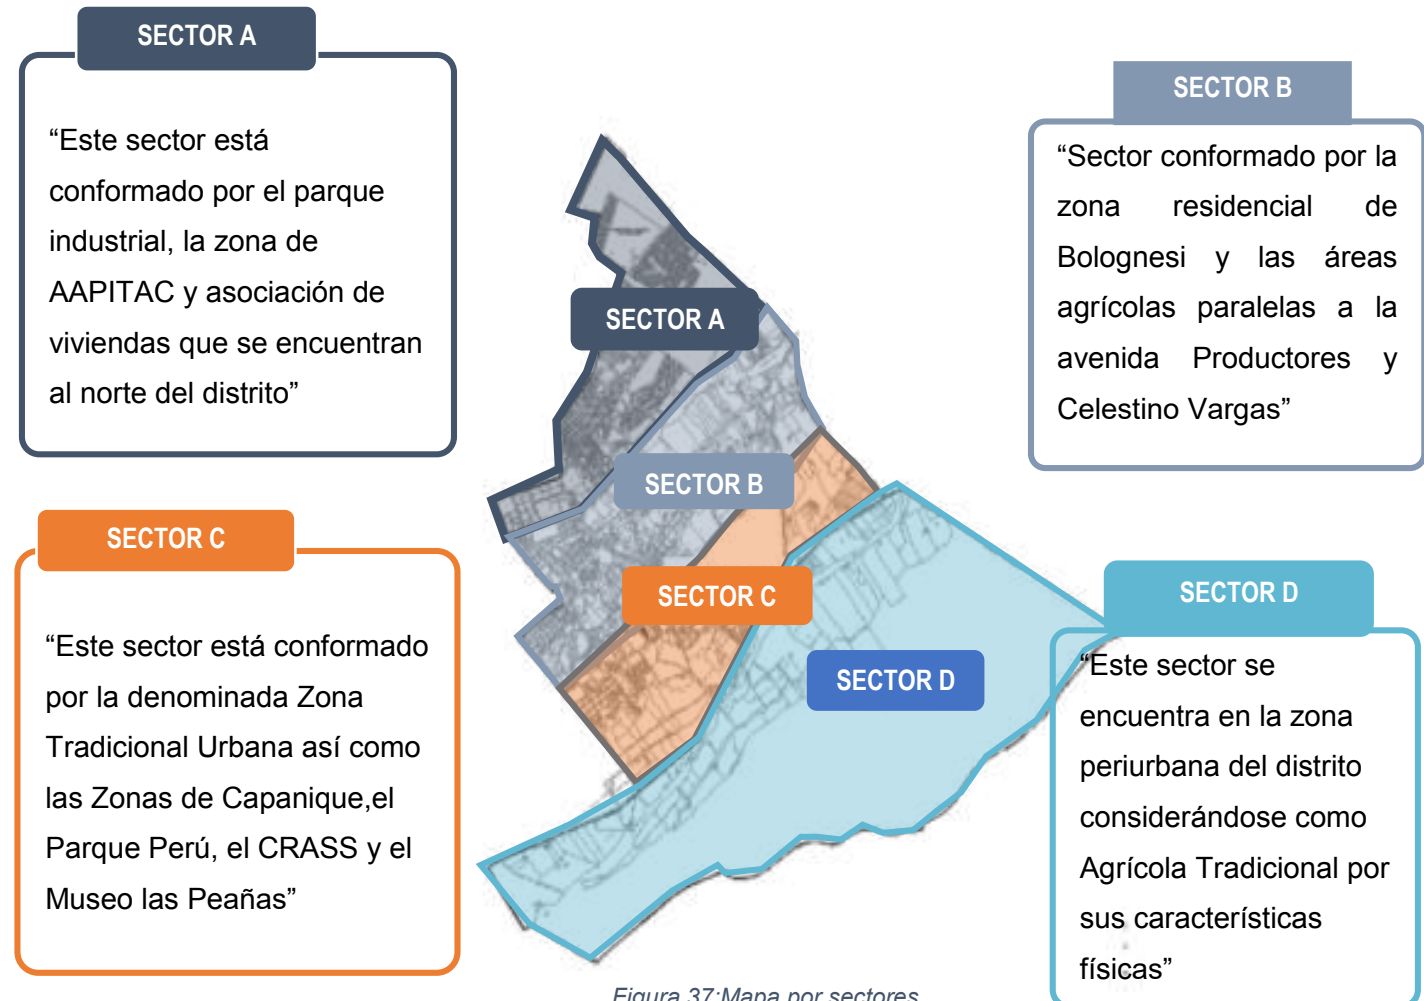 SECTOR A
“Este sector está
conformado por el parque
industrial, la zona de
AAPITAC y asociación de
viviendas que se encuentran
al norte del distrito”
SECTOR B
“Sector conformado por la
zona residencial de
Bolognesi y las áreas
agrícolas paralelas a la
avenida Productores y
Celestino Vargas”
SECTOR A
SECTOR B
SECTOR C
SECTOR D
SECTOR C
“Este sector está conformado
por la denominada Zona
Tradicional Urbana así como
las Zonas de Capanique,el
Parque Perú, el CRASS y el
Museo las Peañas”
SECTOR D
“Este sector se
encuentra en la zona
periurbana del distrito
considerándose como
Agrícola Tradicional por
sus características
físicas”
Figura 37:Mapa por sectores